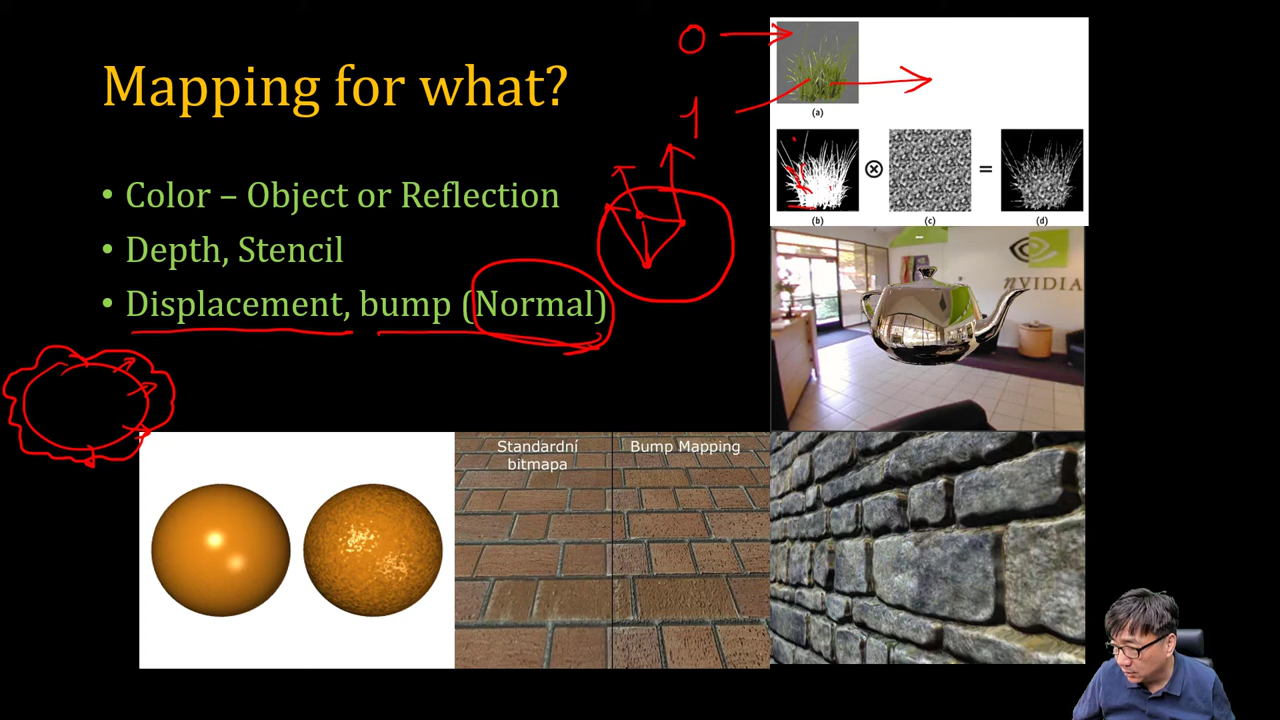 Mapping for what?
• Color – Object or Reflection
• Depth, Stencil
• Displacement, bump (Normal)
0
1
(a)
(b)
(c)
(d)
⊗
=
nVIDIA
Standardní
bitmapa
Bump Mapping